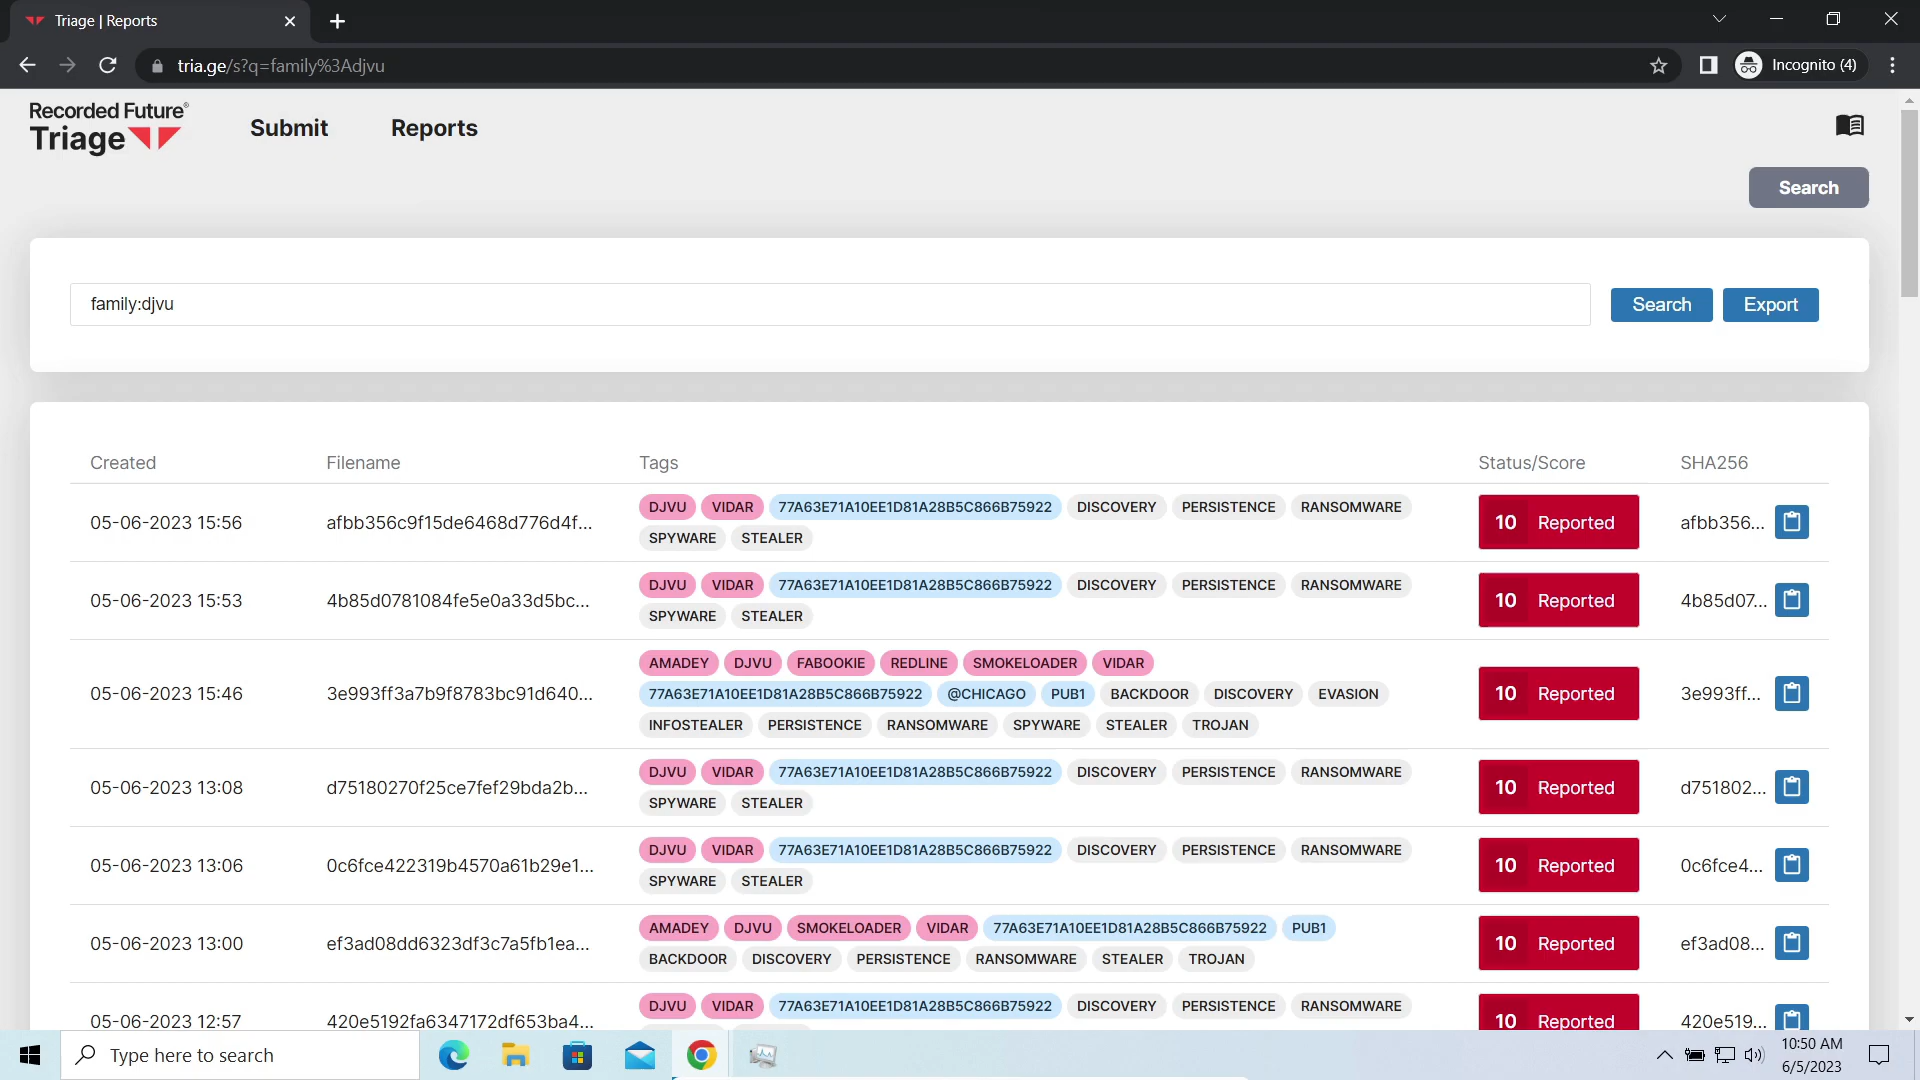 Triage | Reports
tria.ge/s?q=family%3Adjvu
Incognito (4)
Recorded Future®
Triage
Submit
Reports
Search
family:djvu
Search
Export
Created Filename Tags Status/Score SHA256
05-06-2023 15:56 afbb356c9f15de6468d776d4f... DJVU VIDAR 77A63E71A10EE1D81A28B5C866B75922 DISCOVERY PERSISTENCE RANSOMWARE 10 Reported afbb356...
SPYWARE STEALER
05-06-2023 15:53 4b85d0781084fe5e0a33d5bc... DJVU VIDAR 77A63E71A10EE1D81A28B5C866B75922 DISCOVERY PERSISTENCE RANSOMWARE 10 Reported 4b85d07...
SPYWARE STEALER
AMADEY DJVU FABOOKIE REDLINE SMOKELOADER VIDAR
05-06-2023 15:46 3e993ff3a7b9f8783bc91d640... 77A63E71A10EE1D81A28B5C866B75922 @CHICAGO PUB1 BACKDOOR DISCOVERY EVASION 10 Reported 3e993ff...
INFOSTEALER PERSISTENCE RANSOMWARE SPYWARE STEALER TROJAN
05-06-2023 13:08 d75180270f25ce7fef29bda2b... DJVU VIDAR 77A63E71A10EE1D81A28B5C866B75922 DISCOVERY PERSISTENCE RANSOMWARE 10 Reported d751802...
SPYWARE STEALER
05-06-2023 13:06 0c6fce422319b4570a61b29e1... DJVU VIDAR 77A63E71A10EE1D81A28B5C866B75922 DISCOVERY PERSISTENCE RANSOMWARE 10 Reported 0c6fce4...
SPYWARE STEALER
05-06-2023 13:00 ef3ad08dd6323df3c7a5fb1ea... AMADEY DJVU SMOKELOADER VIDAR 77A63E71A10EE1D81A28B5C866B75922 PUB1 10 Reported ef3ad08...
BACKDOOR DISCOVERY PERSISTENCE RANSOMWARE STEALER TROJAN
05-06-2023 12:57 420e5192fa6347172df653ba4... DJVU VIDAR 77A63E71A10EE1D81A28B5C866B75922 DISCOVERY PERSISTENCE RANSOMWARE 10 Reported 420e519...
Type here to search
10:50 AM
6/5/2023